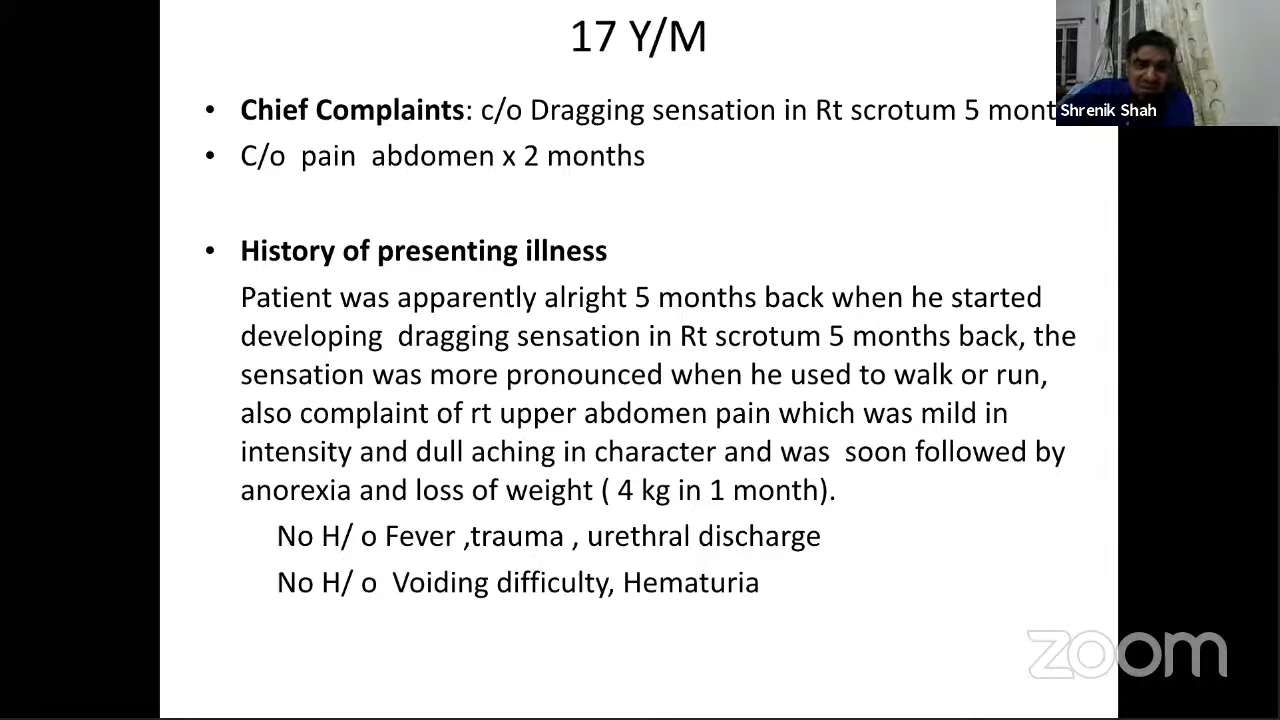 17 Y/M
• Chief Complaints: c/o Dragging sensation in Rt scrotum 5 mont
Shrenik Shah
• C/o pain abdomen x 2 months
• History of presenting illness
Patient was apparently alright 5 months back when he started
developing dragging sensation in Rt scrotum 5 months back, the
sensation was more pronounced when he used to walk or run,
also complaint of rt upper abdomen pain which was mild in
intensity and dull aching in character and was soon followed by
anorexia and loss of weight ( 4 kg in 1 month).
No H/ o Fever ,trauma , urethral discharge
No H/ o Voiding difficulty, Hematuria
zoom